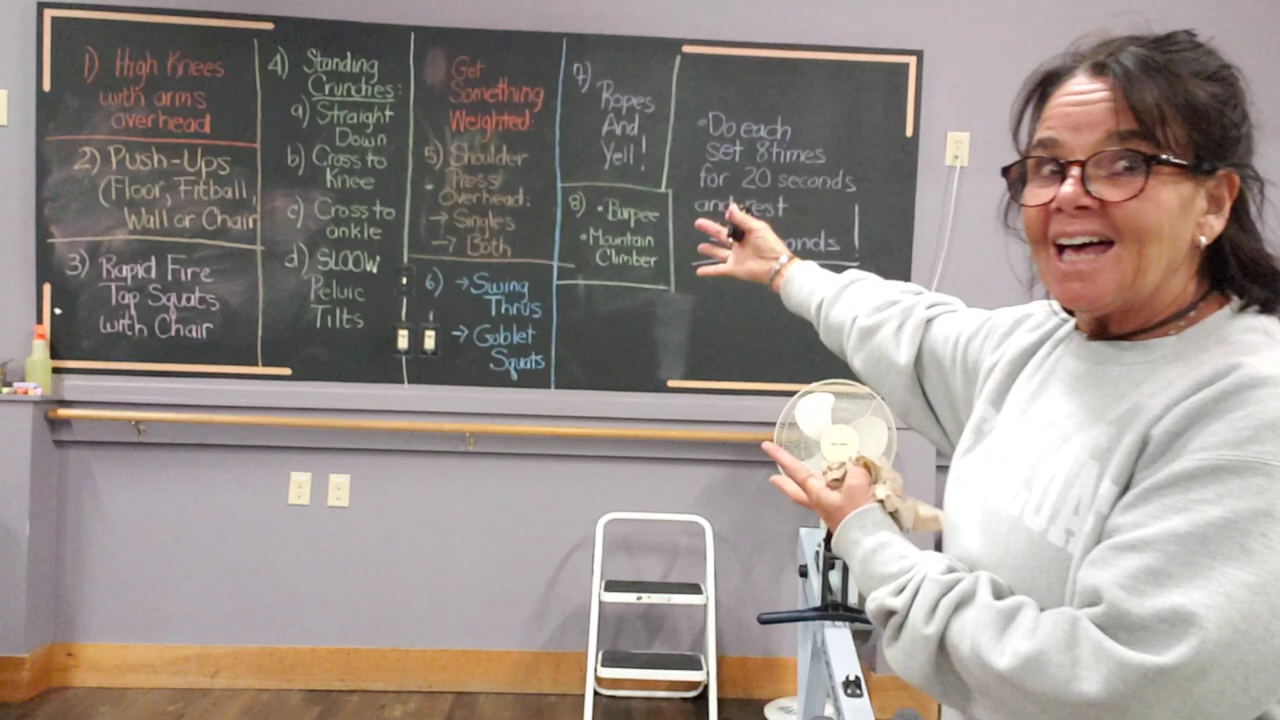 1) High Knees
with arms
overhead
2) Push-Ups
(Floor, Fitball,
Wall or Chair
3) Rapid Fire
Tap Squats
with Chair
4) Standing
Crunchies:
a) Straight
Down
b) Cross to
Knee
c) Cross to
ankle
d) SLOOW
Pelvic
Tilts
Get
Something
Weighted:
5) Shoulder
Press/
Overhead:
→ Singles
→ Both
6) → Swing
Thrus
→ Goblet
Squats
7) Ropes
And
Yell!
8) • Burpee
• Mountain
Climber
• Do each
set 8 times
for 20 seconds
and rest